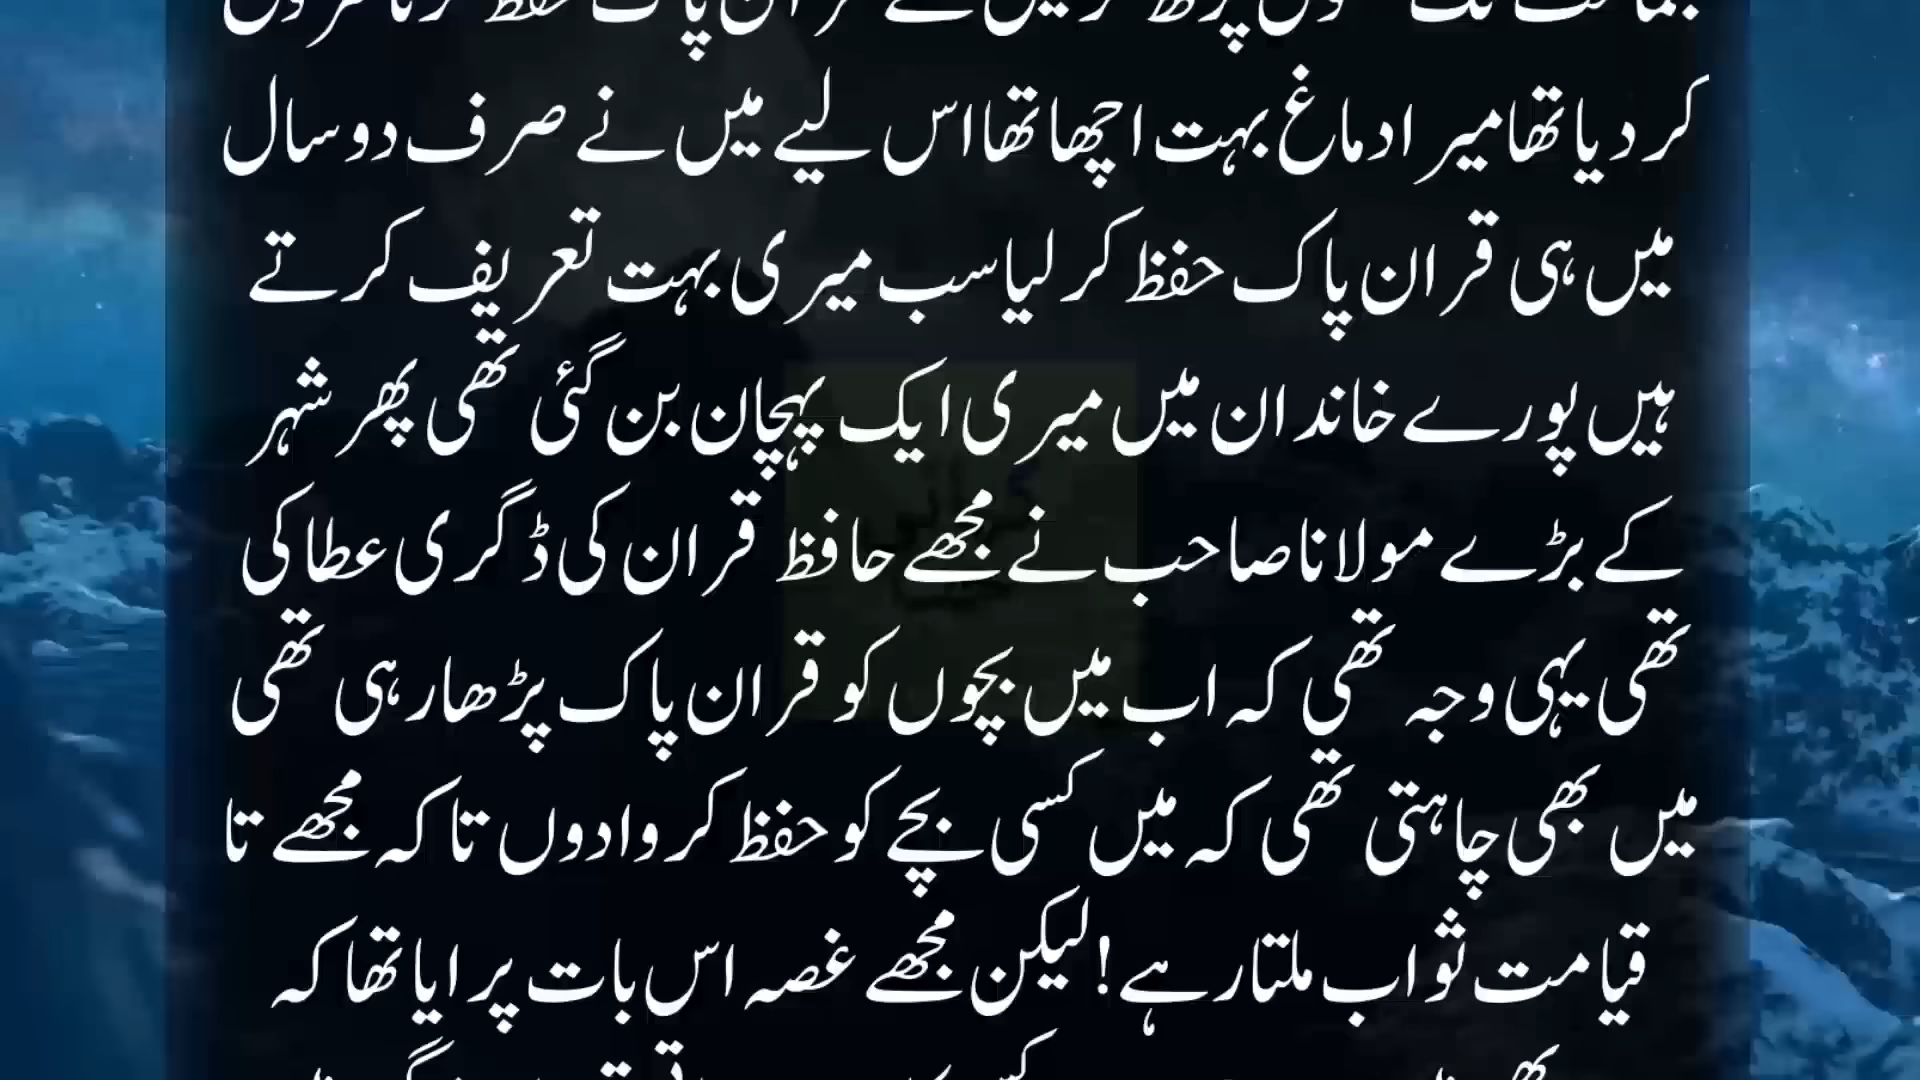 کر دیا تھا میرا دماغ بہت اچھا تھا اس لیے میں نے صرف دو سال
میں ہی قران پاک حفظ کر لیا سب میری بہت تعریف کرتے
ہیں پورے خاندان میں میری ایک پہچان بن گئی تھی پھر شہر
کے بڑے مولانا صاحب نے مجھے حافظ قران کی ڈگری عطا کی
تھی یہی وجہ تھی کہ اب میں بچوں کو قران پاک پڑھا رہی تھی
میں بھی چاہتی تھی کہ میں کسی بچے کو حفظ کروا دوں تاکہ مجھے تا
قیامت ثواب ملتا رہے! لیکن مجھے غصہ اس بات پر ایا تھا کہ